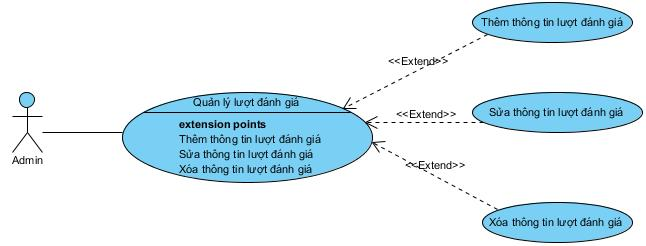 Thêm thông tin lượt đánh giá
<<Extend>>
Quản lý lượt đánh giá
extension points
Thêm thông tin lượt đánh giá
Sửa thông tin lượt đánh giá
Xóa thông tin lượt đánh giá
<<Extend>>
Sửa thông tin lượt đánh giá
Admin
<<Extend>>
Xóa thông tin lượt đánh giá